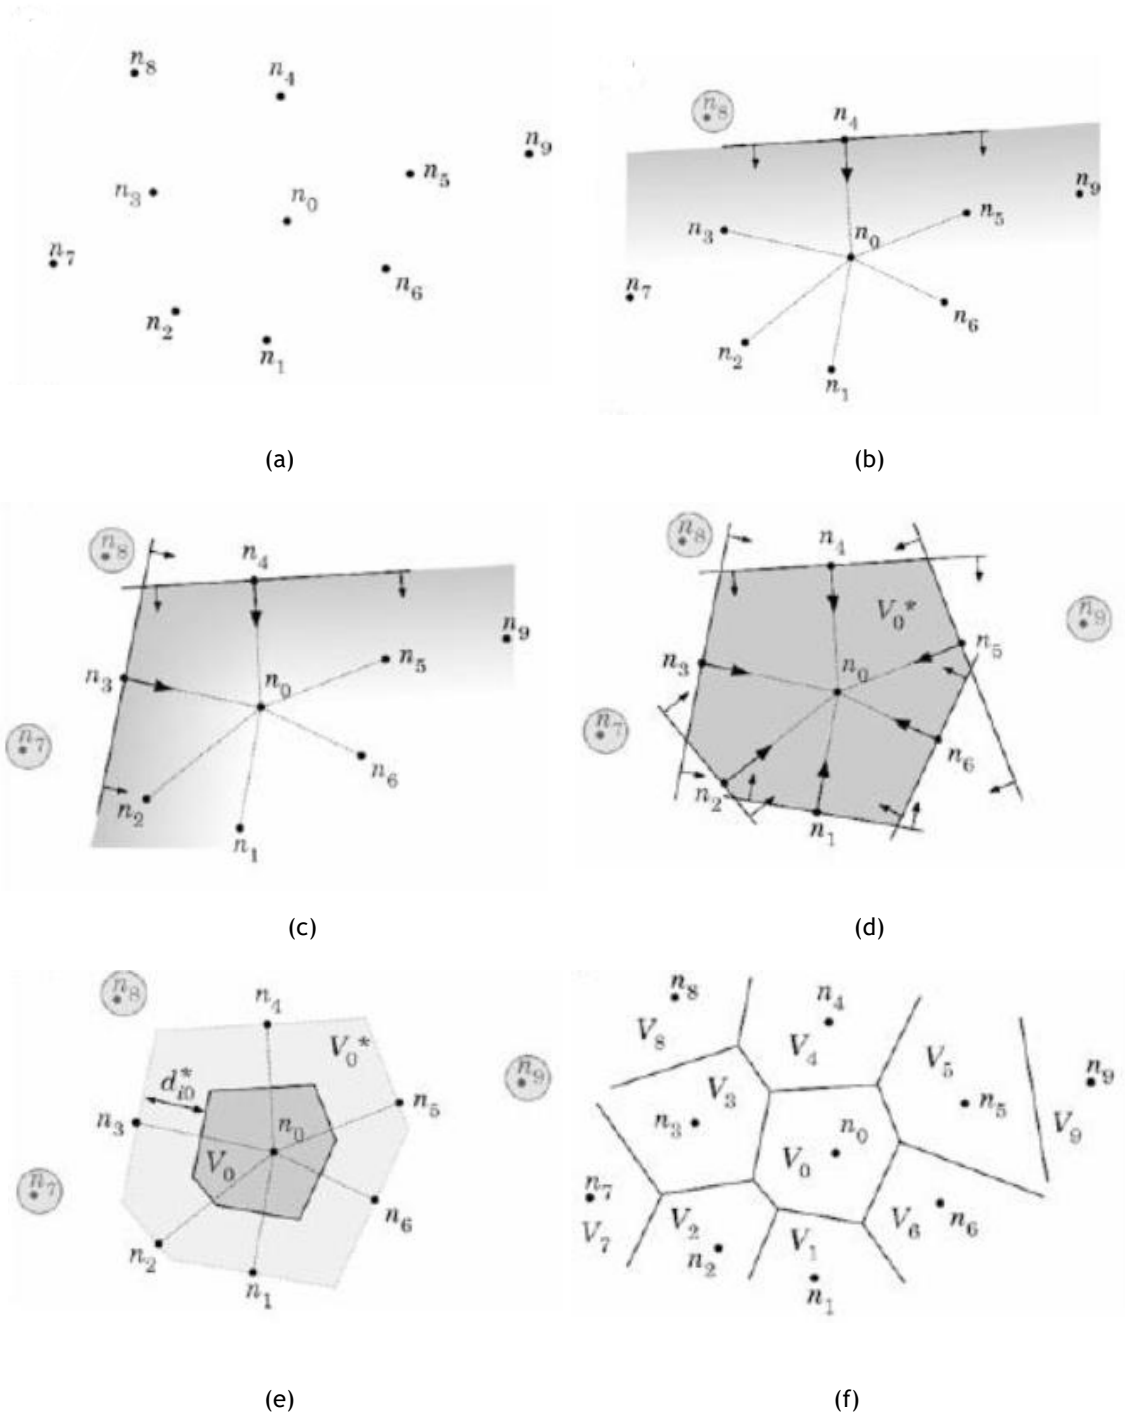 n₈
n₄
n₉
n₅
n₃
n₀
n₇
n₆
n₂
n₁
(a)
n₈
n₄
n₉
n₅
n₃
n₀
n₇
n₆
n₂
n₁
(b)
n₈
n₄
n₉
n₅
n₃
n₀
n₇
n₆
n₂
n₁
(c)
n₈
n₄
V₀*
n₉
n₅
n₃
n₀
n₇
n₆
n₂
n₁
(d)
n₈
n₄
V₀*
d*ᵢ₀
n₉
n₅
n₃
n₀
V₀
n₇
n₆
n₂
n₁
(e)
n₈
n₄
V₈
V₄
V₅
n₉
V₃
n₅
V₉
n₃
n₀
V₀
n₇
V₂
V₆
n₆
V₇
V₁
n₂
n₁
(f)